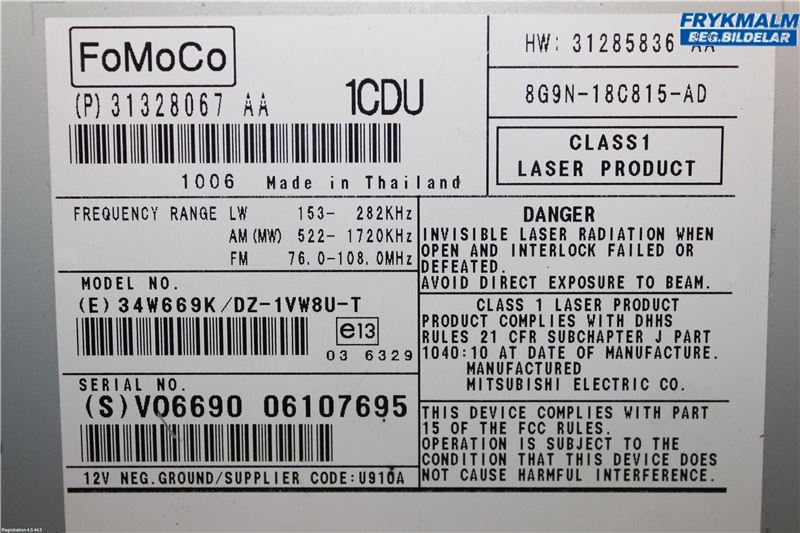 FoMoCo
(P) 31328067 AA 1CDU
1006 Made in Thailand
FRYKMALM
BEG.BILDELAR
HW: 31285836 AA
8G9N-18C815-AD
CLASS1
LASER PRODUCT
FREQUENCY RANGE LW 153- 282KHz
AM (MW) 522- 1720KHz
FM 76.0-108.0MHz
MODEL NO.
(E) 34W669K/DZ-1VW8U-T
e13
03 6329
SERIAL NO.
(S)VO6690 06107695
12V NEG.GROUND/SUPPLIER CODE:U910A
DANGER
INVISIBLE LASER RADIATION WHEN
OPEN AND INTERLOCK FAILED OR
DEFEATED.
AVOID DIRECT EXPOSURE TO BEAM.
CLASS 1 LASER PRODUCT
PRODUCT COMPLIES WITH DHHS
RULES 21 CFR SUBCHAPTER J PART
1040:10 AT DATE OF MANUFACTURE.
MANUFACTURED
MITSUBISHI ELECTRIC CO.
THIS DEVICE COMPLIES WITH PART
15 OF THE FCC RULES.
OPERATION IS SUBJECT TO THE
CONDITION THAT THIS DEVICE DOES
NOT CAUSE HARMFUL INTERFERENCE.
Registration 4.0.44.3